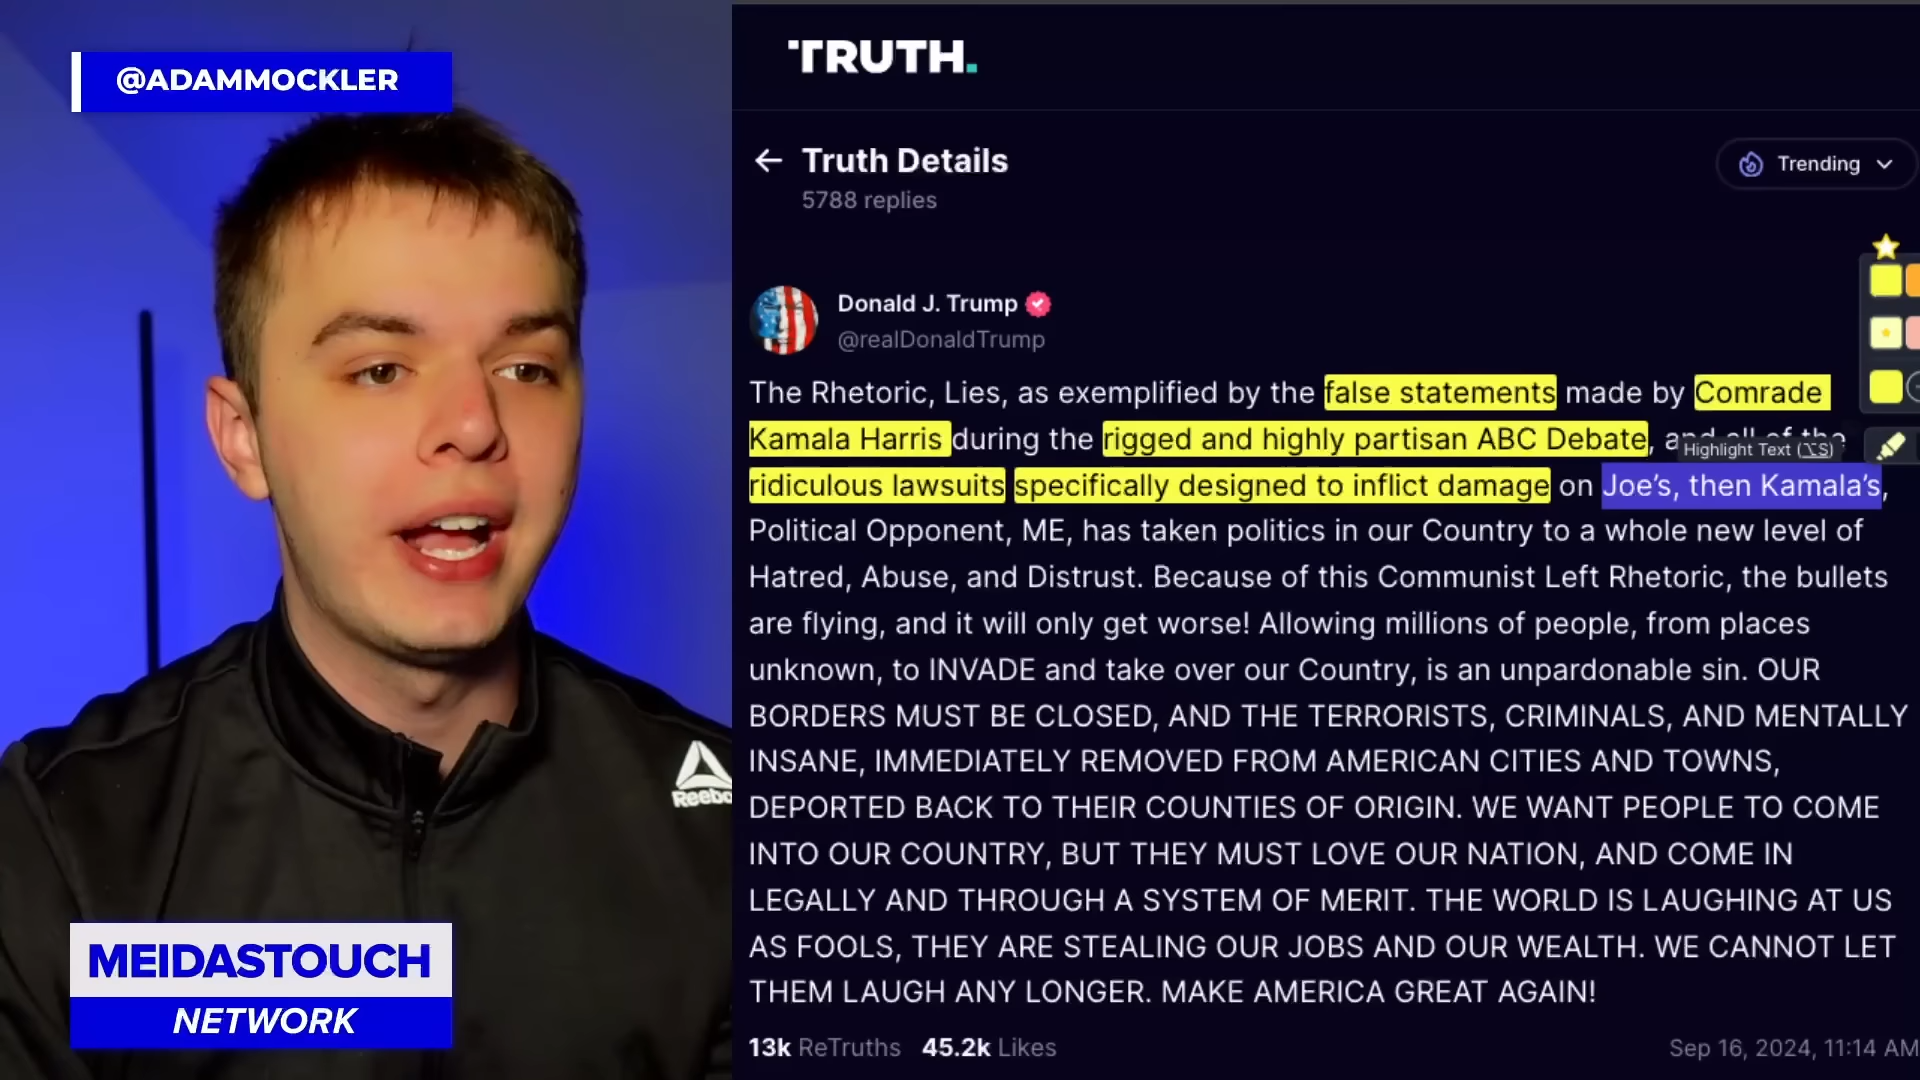 @ADAMMOCKLER
TRUTH.
Truth Details
5788 replies
Trending
Donald J. Trump
@realDonaldTrump
The Rhetoric, Lies, as exemplified by the false statements made by Comrade
Kamala Harris during the rigged and highly partisan ABC Debate, and all of the
Highlight Text (⌥S)
ridiculous lawsuits specifically designed to inflict damage on Joe’s, then Kamala’s,
Political Opponent, ME, has taken politics in our Country to a whole new level of
Hatred, Abuse, and Distrust. Because of this Communist Left Rhetoric, the bullets
are flying, and it will only get worse! Allowing millions of people, from places
unknown, to INVADE and take over our Country, is an unpardonable sin. OUR
BORDERS MUST BE CLOSED, AND THE TERRORISTS, CRIMINALS, AND MENTALLY
INSANE, IMMEDIATELY REMOVED FROM AMERICAN CITIES AND TOWNS,
DEPORTED BACK TO THEIR COUNTIES OF ORIGIN. WE WANT PEOPLE TO COME
INTO OUR COUNTRY, BUT THEY MUST LOVE OUR NATION, AND COME IN
LEGALLY AND THROUGH A SYSTEM OF MERIT. THE WORLD IS LAUGHING AT US
AS FOOLS, THEY ARE STEALING OUR JOBS AND OUR WEALTH. WE CANNOT LET
THEM LAUGH ANY LONGER. MAKE AMERICA GREAT AGAIN!
13k ReTruths 45.2k Likes
Sep 16, 2024, 11:14 AM
Reebo
MEIDASTOUCH
NETWORK